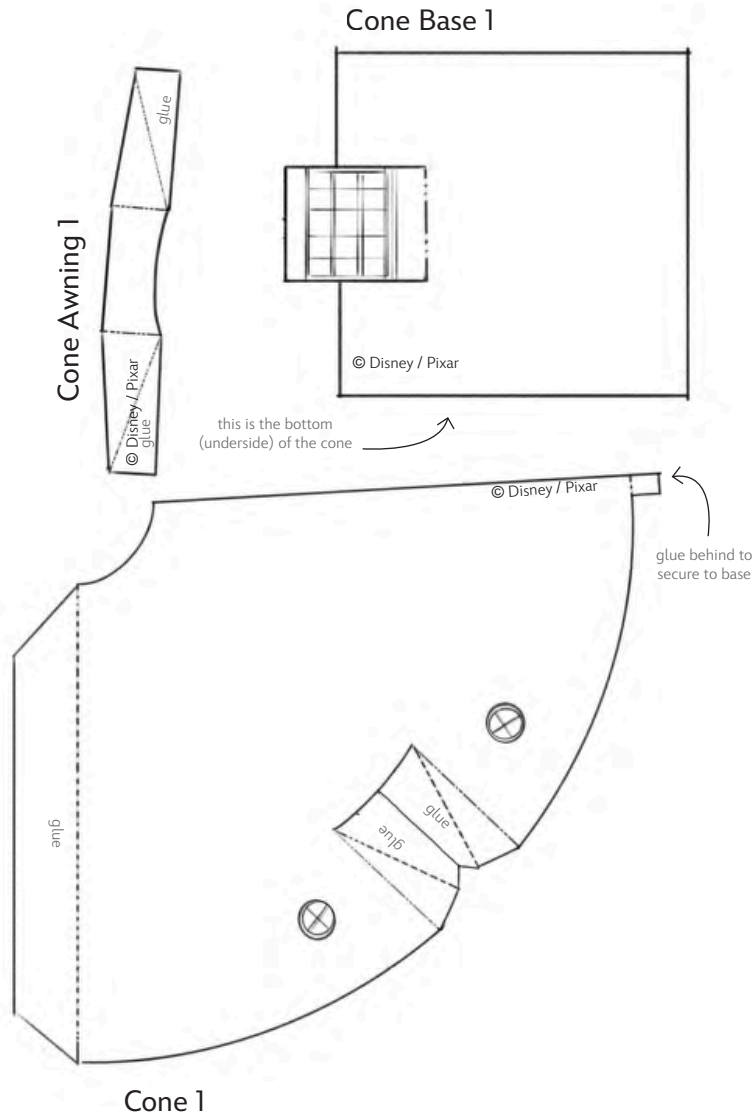 Cone Base 1
glue
Cone Awning 1
© Disney / Pixar
glue
© Disney / Pixar
this is the bottom
(underside) of the cone
© Disney / Pixar
glue behind to
secure to base
glue
glue
glue
Cone 1